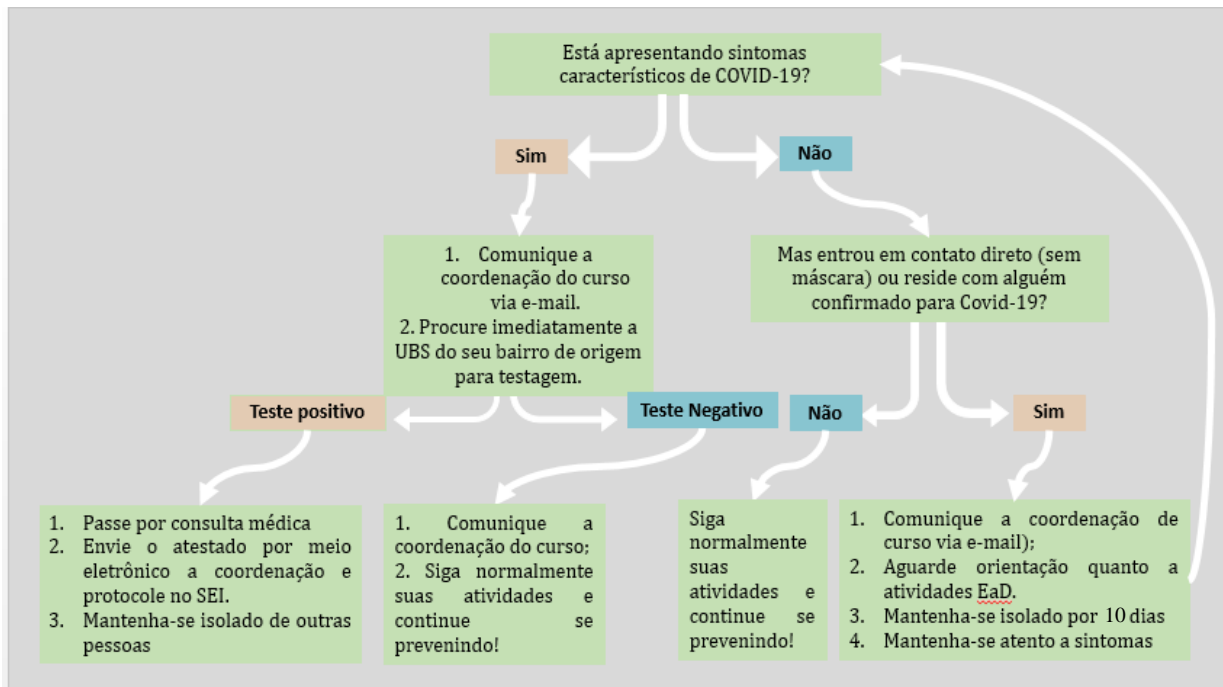 Está apresentando sintomas
característicos de COVID-19?
Sim
Não
1. Comunique a
coordenação do curso
via e-mail.
2. Procure imediatamente a
UBS do seu bairro de origem
para testagem.
Mas entrou em contato direto (sem
máscara) ou reside com alguém
confirmado para Covid-19?
Teste positivo
Teste Negativo
Não
Sim
1. Passe por consulta médica
2. Envie o atestado por meio
eletrônico a coordenação e
protocole no SEI.
3. Mantenha-se isolado de outras
pessoas
1. Comunique a
coordenação do curso;
2. Siga normalmente
suas atividades e
continue se
prevenindo!
Siga
normalmente
suas
atividades e
continue se
prevenindo!
1. Comunique a coordenação de
curso via e-mail);
2. Aguarde orientação quanto a
atividades EaD.
3. Mantenha-se isolado por 10 dias
4. Mantenha-se atento a sintomas